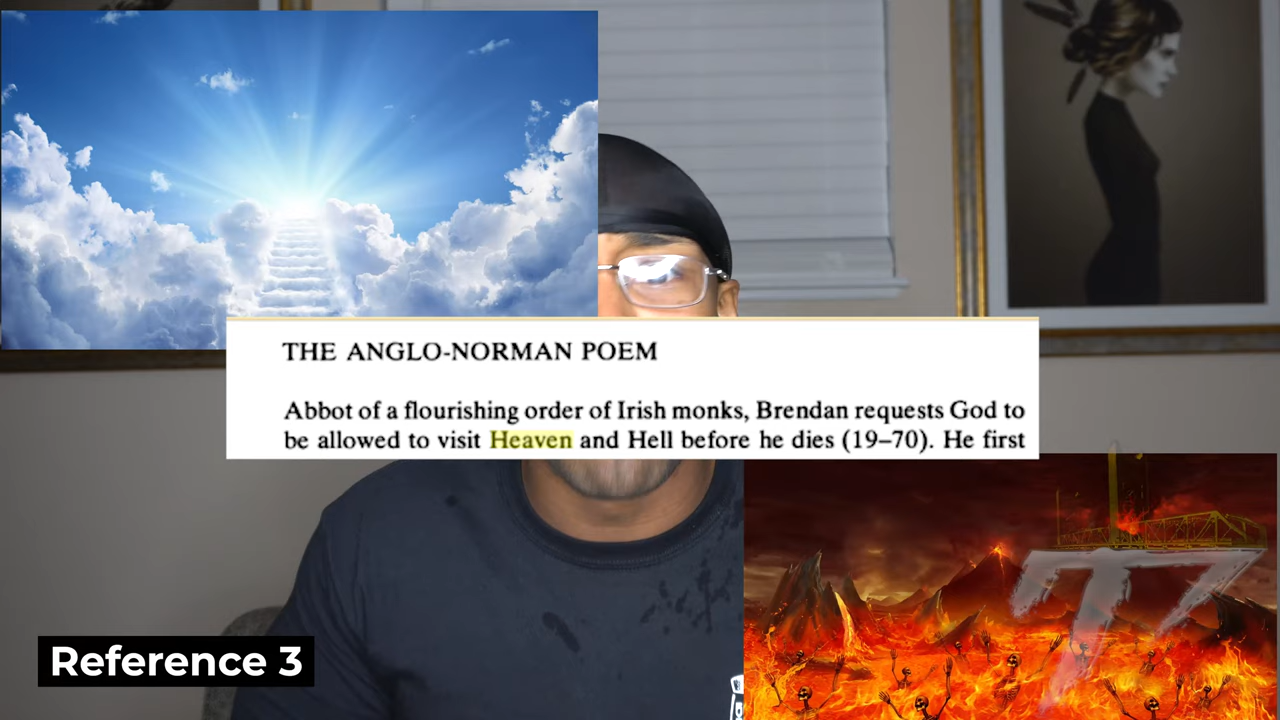 THE ANGLO-NORMAN POEM
Abbot of a flourishing order of Irish monks, Brendan requests God to
be allowed to visit Heaven and Hell before he dies (19–70). He first
Reference 3